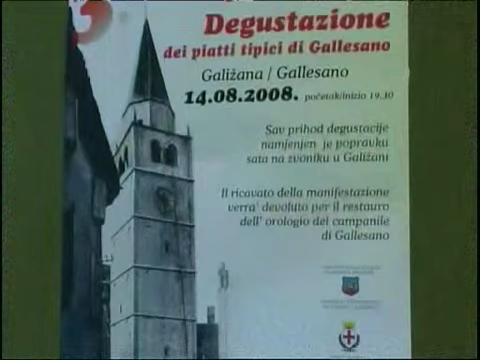 Degustazione
dei piatti tipici di Gallesano
Galižana / Gallesano
14.08.2008. početak/inizio 19.30
Sav prihod degustacije
namjenjen je popravku
sata na zvoniku u Galižani
Il ricavato della manifestazione
verra' devoluto per il restauro
dell' orologio del campanile
di Gallesano